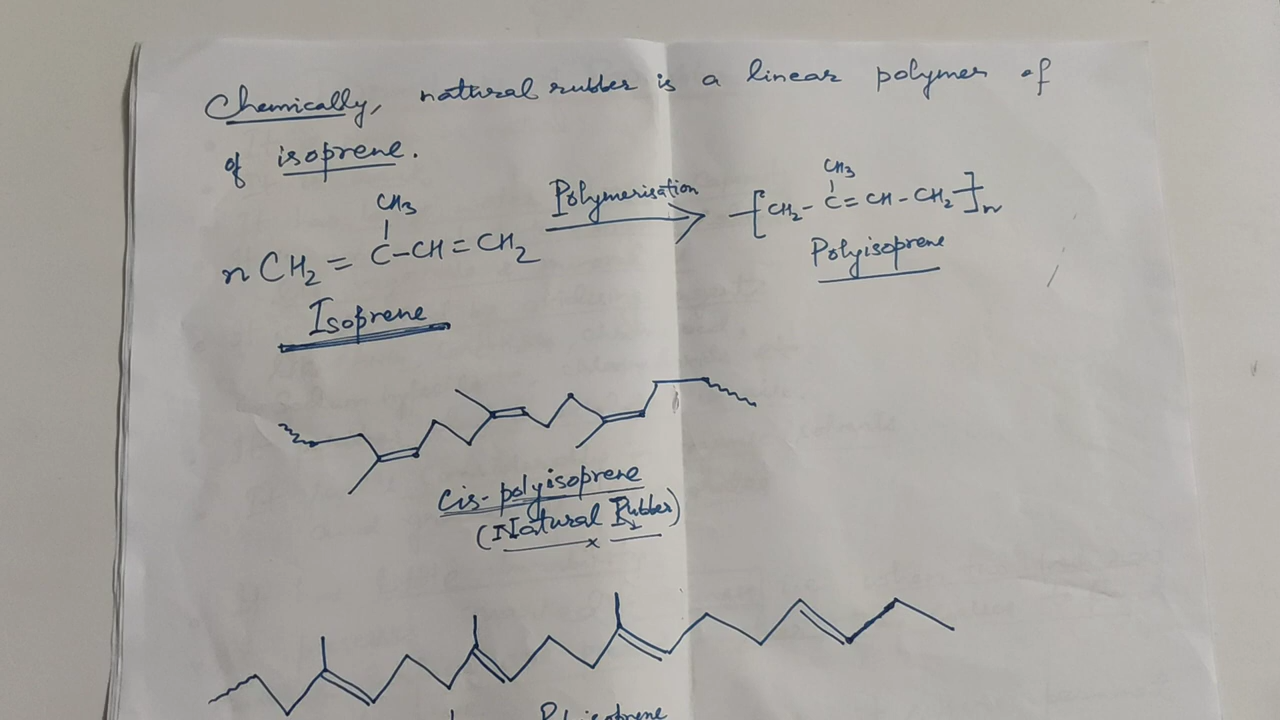 Chemically, natural rubber is a linear polymer of
of isoprene.
CH3
n CH2 = C-CH=CH2
Isoprene
Polymerisation
CH3
[CH2-C=CH-CH2]n
Polyisoprene
cis-polyisoprene
(Natural Rubber)
x